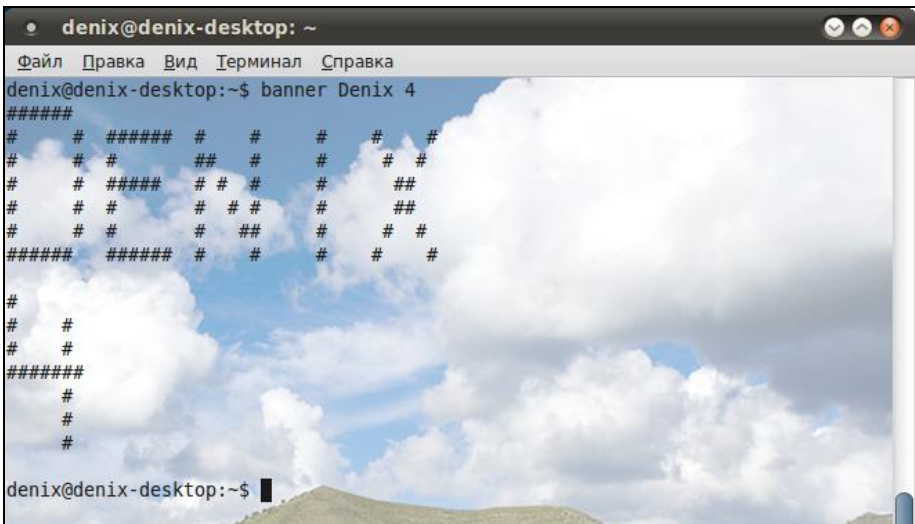 denix@denix-desktop: ~
Файл Правка Вид Терминал Справка
denix@denix-desktop:~$ banner Denix 4
######
#     #  ######  #    #     #    #    #
#     #  #       ##   #     #     #  #
#     #  #####   # #  #     #      ##
#     #  #       #  # #     #      ##
#     #  #       #   ##     #     #  #
######   ######  #    #     #    #    #

#
#    #
#    #
#######
     #
     #
     #

denix@denix-desktop:~$